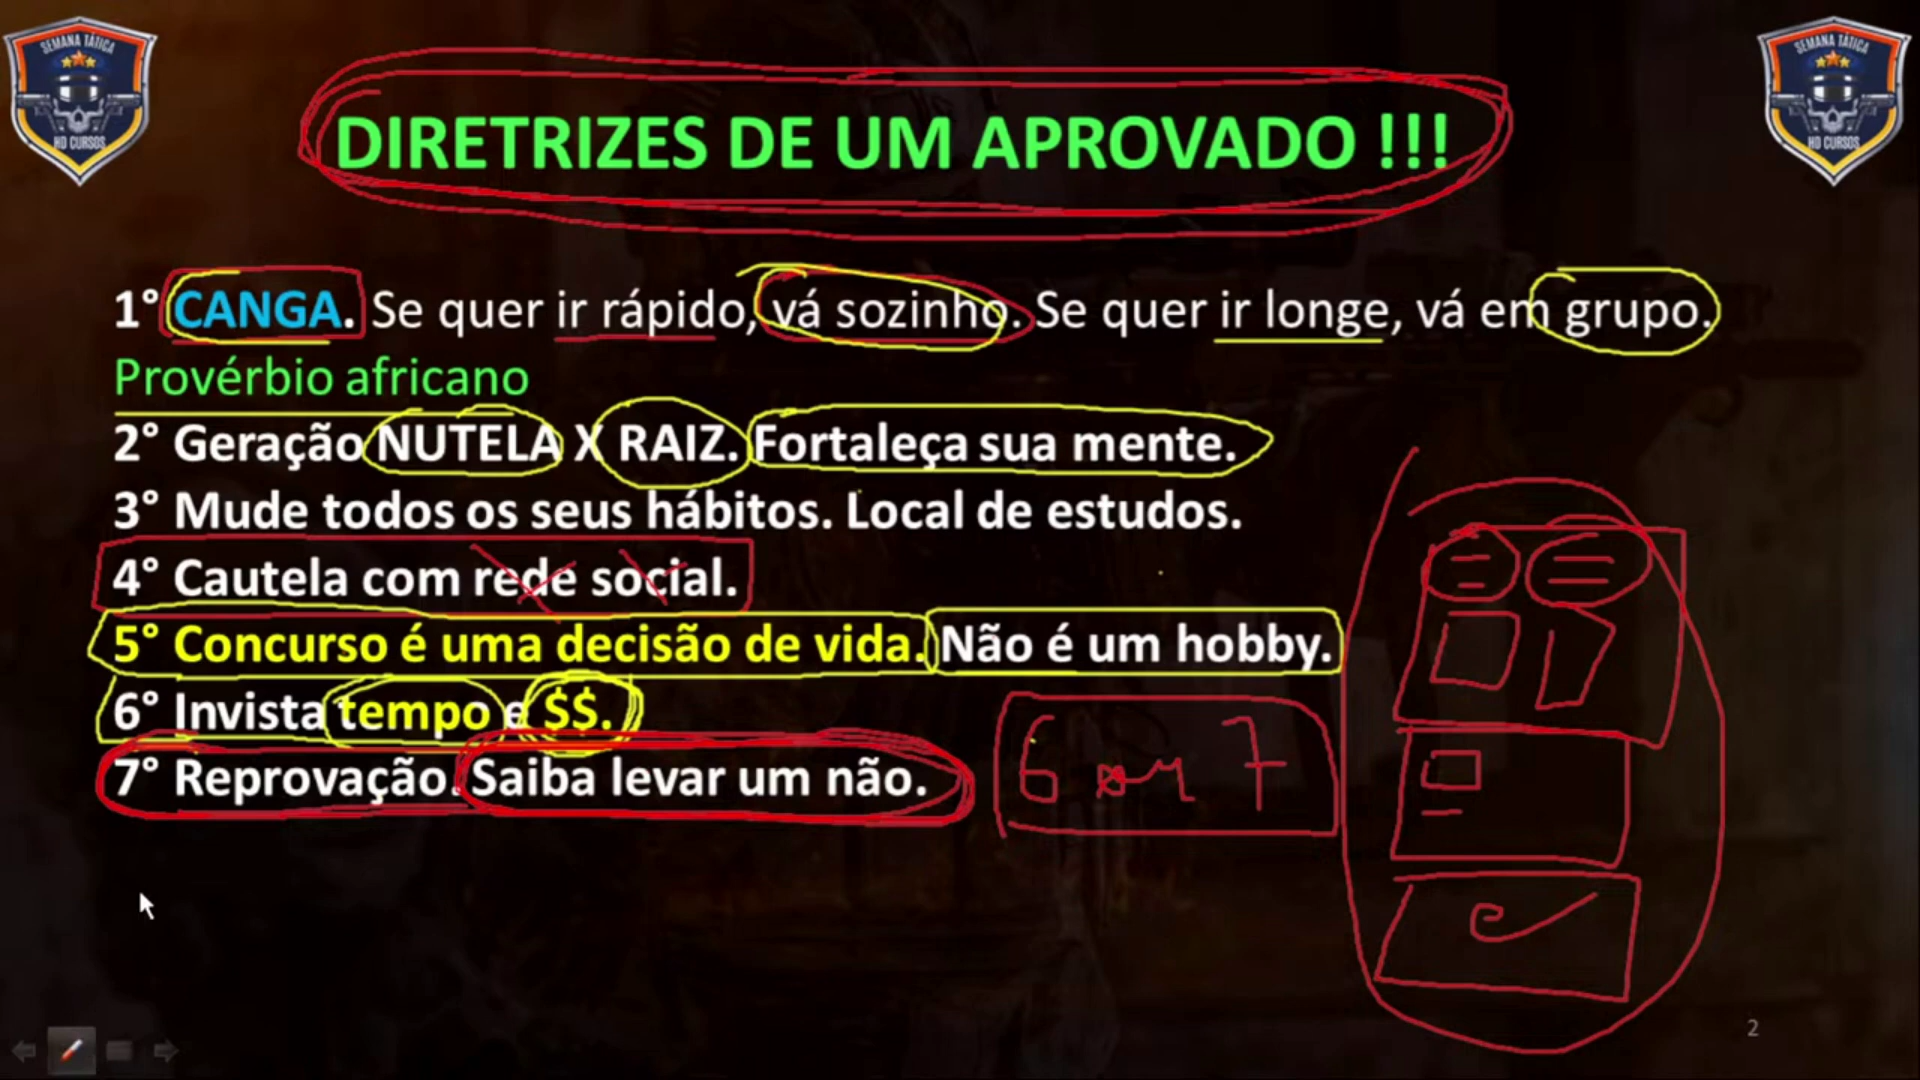 SEMANA TÁTICA
HD CURSOS
SEMANA TÁTICA
HD CURSOS
DIRETRIZES DE UM APROVADO !!!
1° CANGA. Se quer ir rápido, vá sozinho. Se quer ir longe, vá em grupo.
Provérbio africano
2° Geração NUTELA X RAIZ. Fortaleça sua mente.
3° Mude todos os seus hábitos. Local de estudos.
4° Cautela com rede social.
5° Concurso é uma decisão de vida. Não é um hobby.
6° Invista tempo e $$.
7° Reprovação. Saiba levar um não.
6 em 7
2